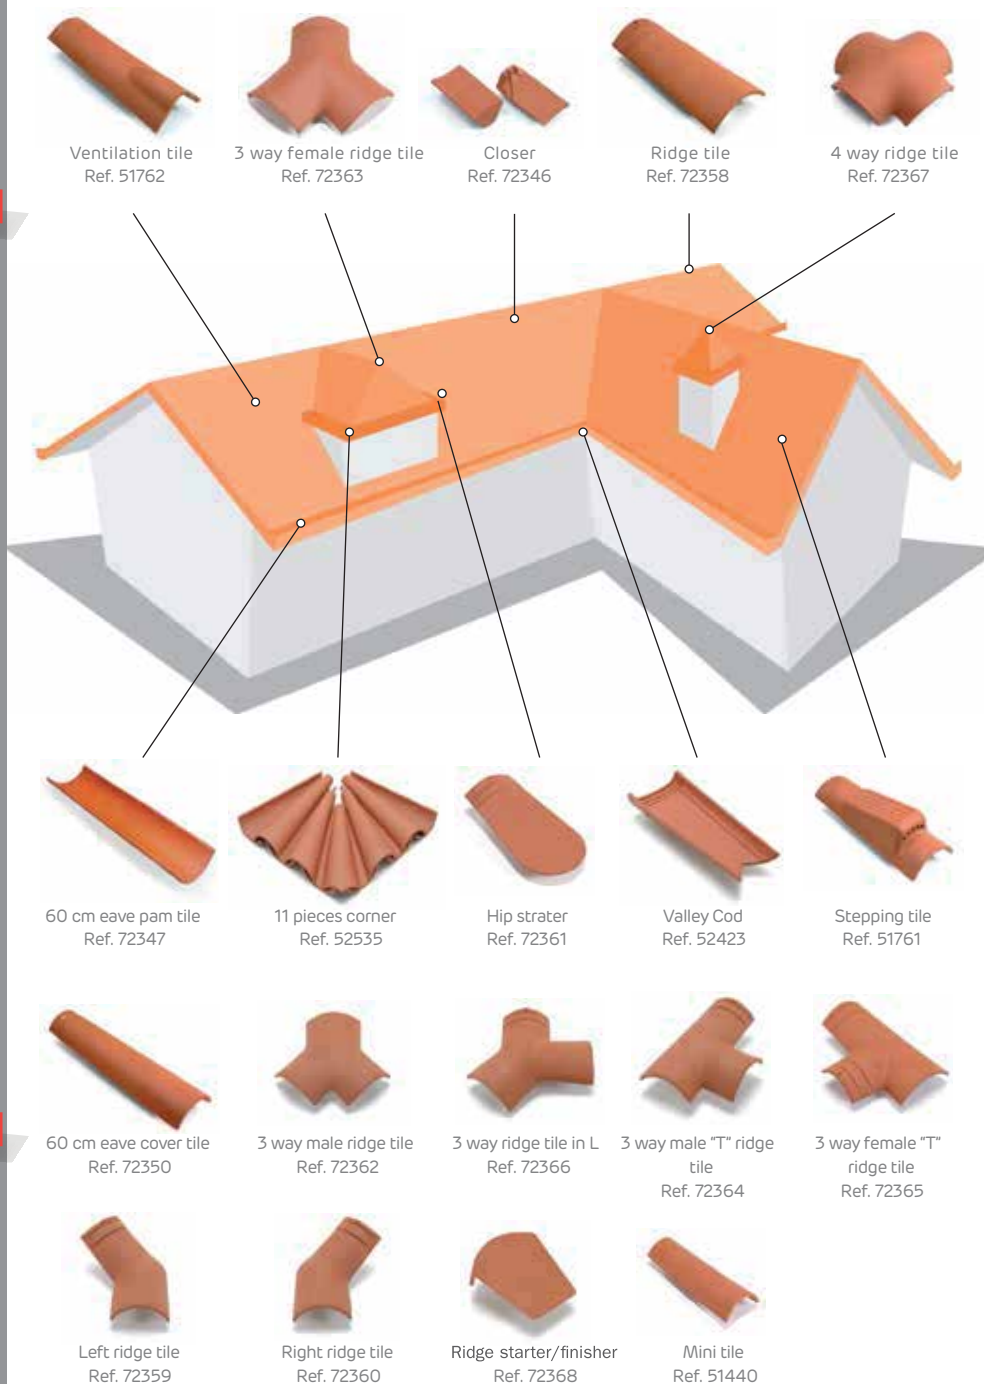 Ventilation tile
Ref. 51762
3 way female ridge tile
Ref. 72363
Closer
Ref. 72346
Ridge tile
Ref. 72358
4 way ridge tile
Ref. 72367
60 cm eave pam tile
Ref. 72347
11 pieces corner
Ref. 52535
Hip strater
Ref. 72361
Valley Cod
Ref. 52423
Stepping tile
Ref. 51761
60 cm eave cover tile
Ref. 72350
3 way male ridge tile
Ref. 72362
3 way ridge tile in L
Ref. 72366
3 way male “T” ridge
tile
Ref. 72364
3 way female “T”
ridge tile
Ref. 72365
Left ridge tile
Ref. 72359
Right ridge tile
Ref. 72360
Ridge starter/finisher
Ref. 72368
Mini tile
Ref. 51440